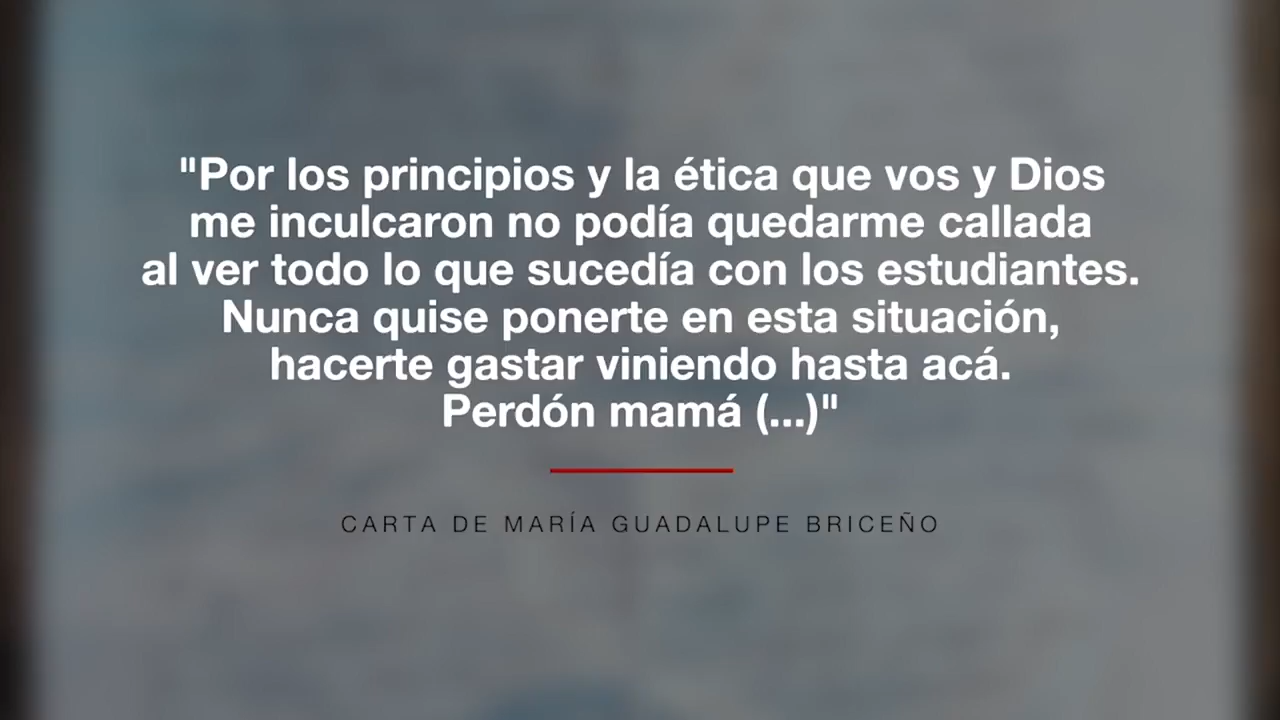 "Por los principios y la ética que vos y Dios
me inculcaron no podía quedarme callada
al ver todo lo que sucedía con los estudiantes.
Nunca quise ponerte en esta situación,
hacerte gastar viniendo hasta acá.
Perdón mamá (...)"
CARTA DE MARÍA GUADALUPE BRICEÑO